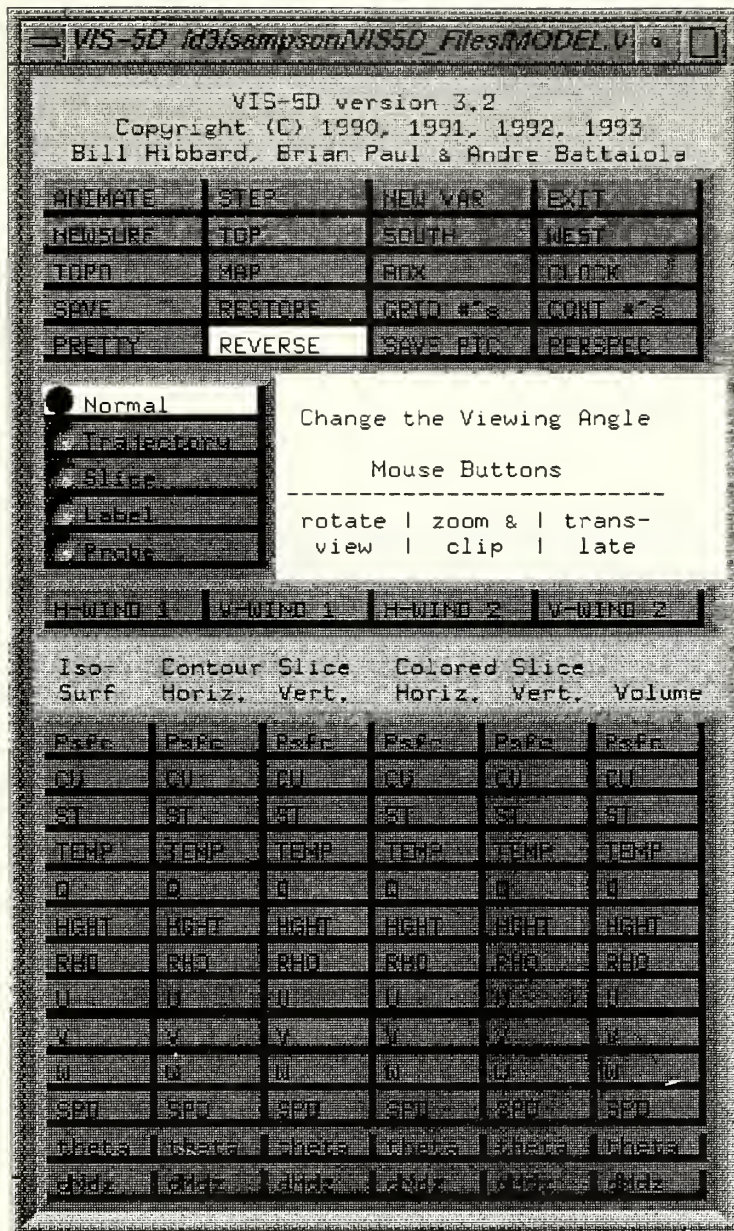 VIS-5D /d3/sampson/VIS5D_Files/MODEL.V
VIS-5D version 3.2
Copyright (C) 1990, 1991, 1992, 1993
Bill Hibbard, Brian Paul & Andre Battaiola
ANIMATE STEP NEW VAR EXIT
NEWSURF TOP SOUTH WEST
TOPO MAP BOX CLOCK
SAVE RESTORE GRID #^s CONT #^s
PRETTY REVERSE SAVE PIC PERSPEC
Normal
Trajectory
Slice
Label
Probe
Change the Viewing Angle
Mouse Buttons
rotate | zoom & | trans-
view | clip | late
H-WIND 1 V-WIND 1 H-WIND 2 V-WIND 2
Iso- Contour Slice Colored Slice
Surf Horiz. Vert. Horiz. Vert. Volume
Psfc Psfc Psfc Psfc Psfc Psfc
CU CU CU CU CU CU
ST ST ST ST ST ST
TEMP TEMP TEMP TEMP TEMP TEMP
Q Q Q Q Q Q
HGHT HGHT HGHT HGHT HGHT HGHT
RHO RHO RHO RHO RHO RHO
U U U U U U
V V V V V V
W W W W W W
SPD SPD SPD SPD SPD SPD
theta theta theta theta theta theta